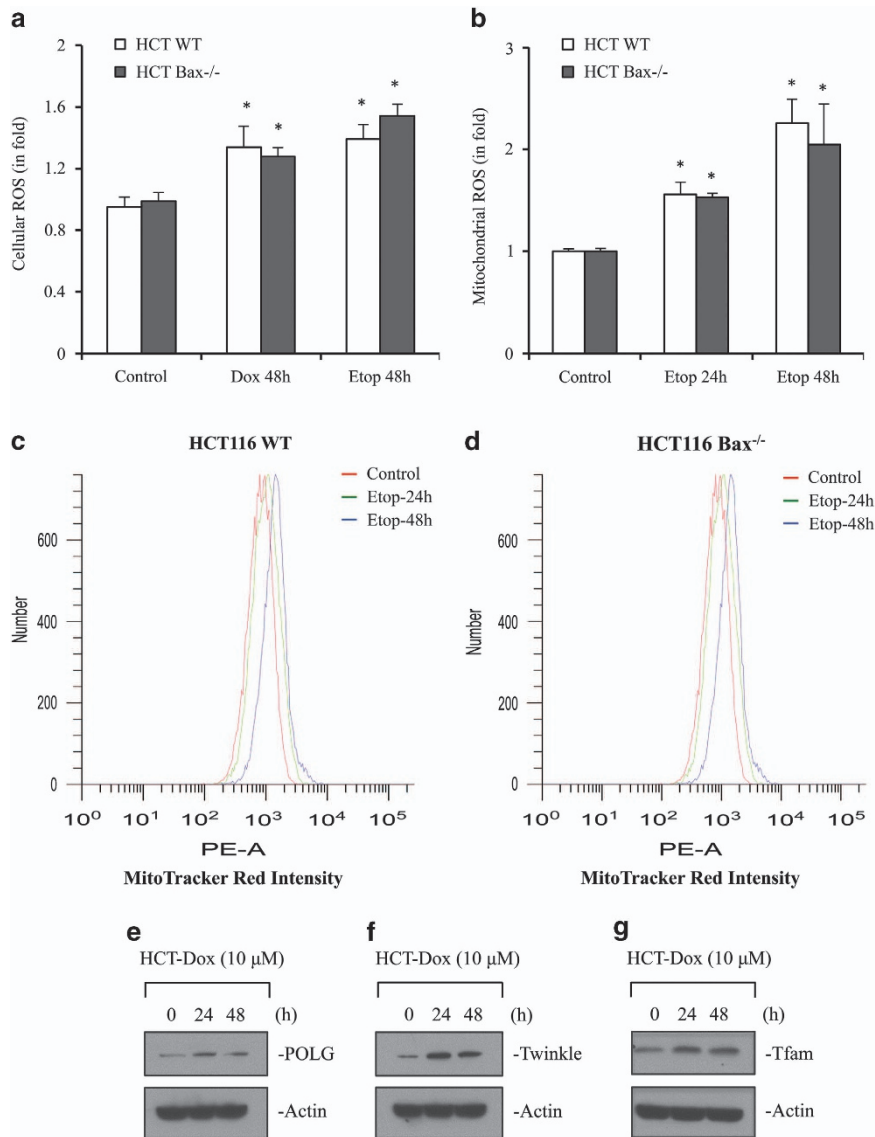 a
2
1.6
1.2
0.8
0.4
0
Cellular ROS (in fold)
HCT WT
HCT Bax-/-
* * * *
Control Dox 48h Etop 48h
b
3
2
1
0
Mitochondrial ROS (in fold)
HCT WT
HCT Bax-/-
* * * *
Control Etop 24h Etop 48h
c
HCT116 WT
Control
Etop-24h
Etop-48h
600
400
200
0
Number
10⁰ 10¹ 10² 10³ 10⁴ 10⁵
PE-A
MitoTracker Red Intensity
d
HCT116 Bax⁻/⁻
Control
Etop-24h
Etop-48h
600
400
200
0
Number
10⁰ 10¹ 10² 10³ 10⁴ 10⁵
PE-A
MitoTracker Red Intensity
e
HCT-Dox (10 μM)
0 24 48 (h)
-POLG
-Actin
f
HCT-Dox (10 μM)
0 24 48 (h)
-Twinkle
-Actin
g
HCT-Dox (10 μM)
0 24 48 (h)
-Tfam
-Actin